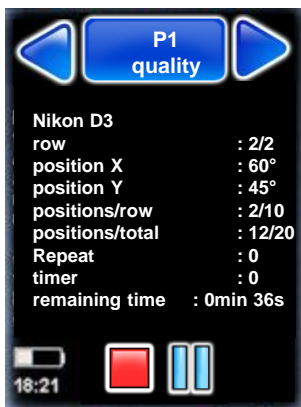 P1
quality
Nikon D3
row : 2/2
position X : 60°
position Y : 45°
positions/row : 2/10
positions/total : 12/20
Repeat : 0
timer : 0
remaining time : 0min 36s
18:21